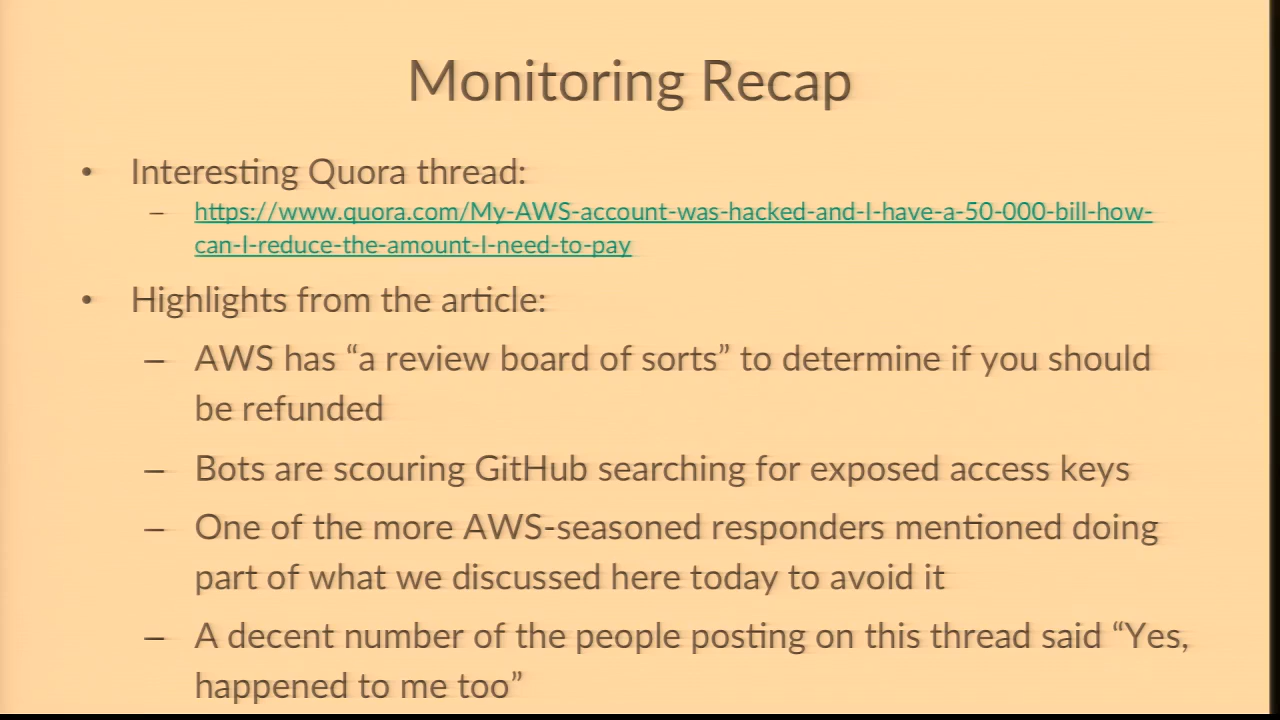 Monitoring Recap
• Interesting Quora thread:
– https://www.quora.com/My-AWS-account-was-hacked-and-I-have-a-50-000-bill-how-
can-I-reduce-the-amount-I-need-to-pay
• Highlights from the article:
– AWS has “a review board of sorts” to determine if you should
be refunded
– Bots are scouring GitHub searching for exposed access keys
– One of the more AWS-seasoned responders mentioned doing
part of what we discussed here today to avoid it
– A decent number of the people posting on this thread said “Yes,
happened to me too”